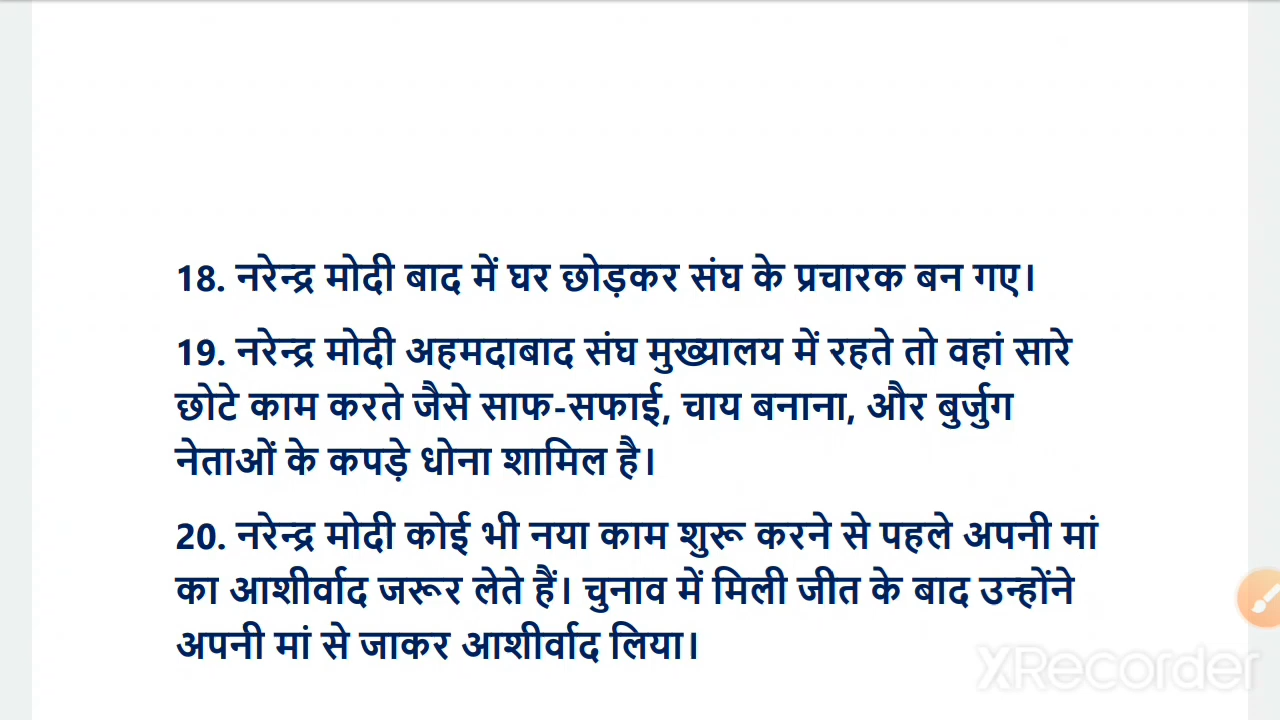 18. नरेन्द्र मोदी बाद में घर छोड़कर संघ के प्रचारक बन गए।
19. नरेन्द्र मोदी अहमदाबाद संघ मुख्यालय में रहते तो वहां सारे
छोटे काम करते जैसे साफ-सफाई, चाय बनाना, और बुर्जुग
नेताओं के कपड़े धोना शामिल है।
20. नरेन्द्र मोदी कोई भी नया काम शुरू करने से पहले अपनी मां
का आशीर्वाद जरूर लेते हैं। चुनाव में मिली जीत के बाद उन्होंने
अपनी मां से जाकर आशीर्वाद लिया।
XRecorder